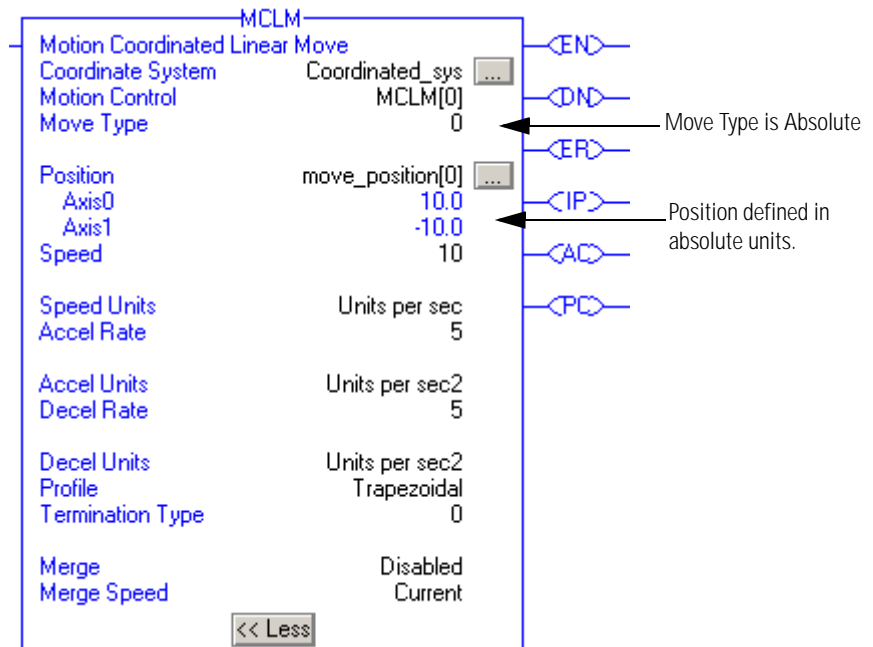 MCLM
Motion Coordinated Linear Move
EN
Coordinate System Coordinated_sys ...
Motion Control MCLM[0]
DN
Move Type 0
Move Type is Absolute
ER
Position move_position[0] ...
Axis0 10.0
IP
Position defined in
absolute units.
Axis1 -10.0
Speed 10
AC
Speed Units Units per sec
PC
Accel Rate 5
Accel Units Units per sec2
Decel Rate 5
Decel Units Units per sec2
Profile Trapezoidal
Termination Type 0
Merge Disabled
Merge Speed Current
<< Less